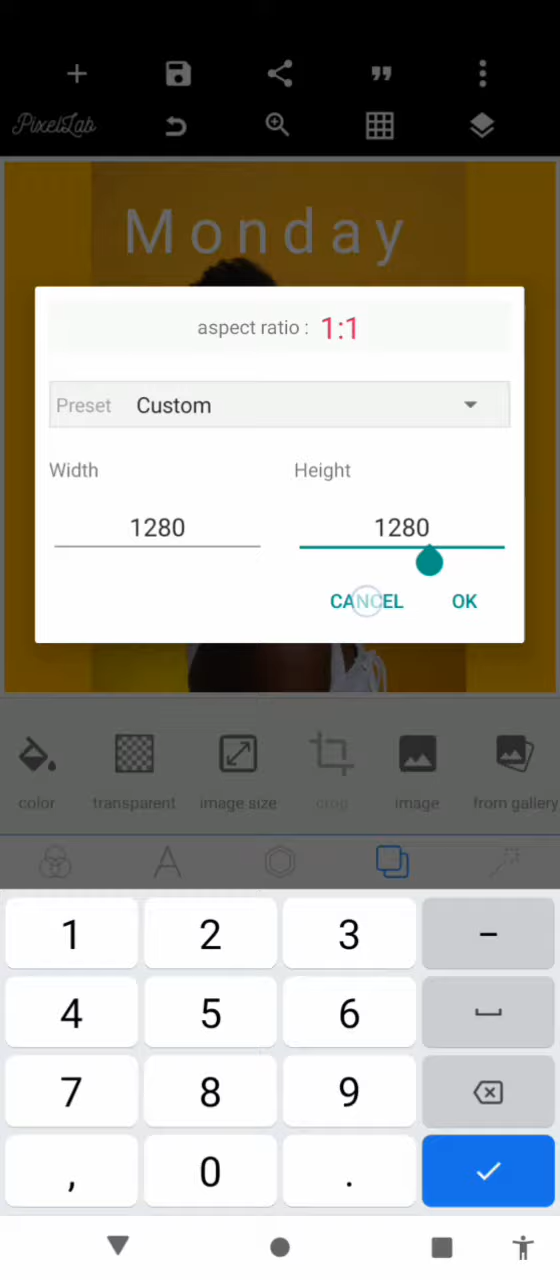 PixelLab
Monday
aspect ratio : 1:1
Preset Custom
Width Height
1280 1280
CANCEL OK
color transparent image size crop image from gallery
1 2 3 −
4 5 6
7 8 9
, 0 .